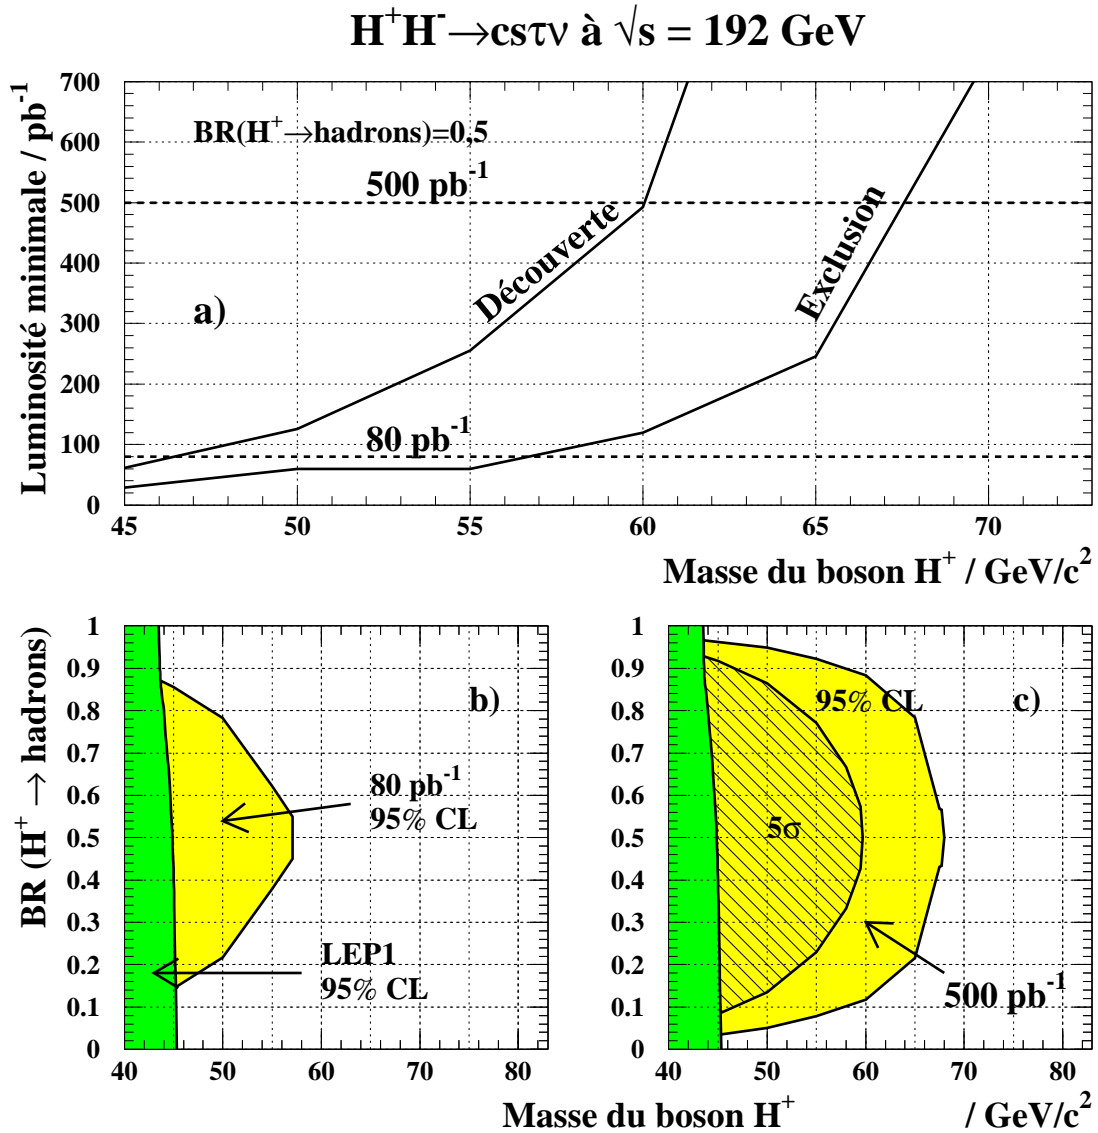 H⁺H⁻→csτν à √s = 192 GeV
Luminosité minimale / pb⁻¹
700
600
500
400
300
200
100
0
BR(H⁺→hadrons)=0,5
500 pb⁻¹
Découverte
Exclusion
a)
80 pb⁻¹
45 50 55 60 65 70
Masse du boson H⁺ / GeV/c²
BR (H⁺ → hadrons)
1
0.9
0.8
0.7
0.6
0.5
0.4
0.3
0.2
0.1
0
b)
80 pb⁻¹
95% CL
LEP1
95% CL
40 50 60 70 80
1
0.9
0.8
0.7
0.6
0.5
0.4
0.3
0.2
0.1
0
95% CL
c)
5σ
500 pb⁻¹
40 50 60 70 80
Masse du boson H⁺ / GeV/c²